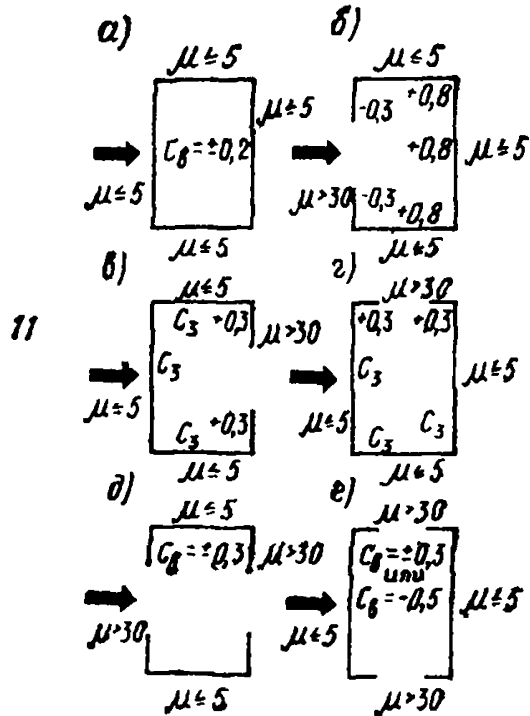 11
а)
μ≤5
μ≤5
Cв=±0,2
μ≤5
μ≤5
б)
μ≤5
-0,3 +0,8
+0,8 μ≤5
μ>30 -0,3 +0,8
μ≤5
в)
μ≤5
C₃ +0,3
μ>30
C₃
μ≤5
C₃ +0,3
μ≤5
г)
μ>30
+0,3 +0,3
C₃ μ≤5
μ≤5
C₃ C₃
μ≤5
д)
μ≤5
Cв=±0,3 μ>30
μ>30
μ≤5
е)
μ>30
Cв=±0,3
или
Cв=-0,5 μ≤5
μ≤5
μ>30